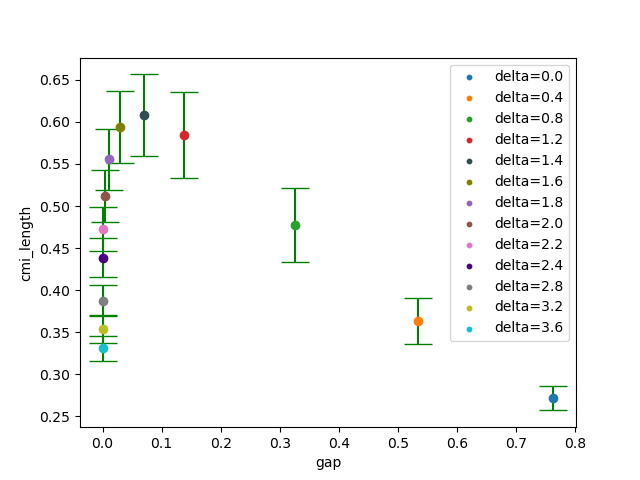 0.65
0.60
0.55
0.50
0.45
0.40
0.35
0.30
0.25
cmi_length
0.0 0.1 0.2 0.3 0.4 0.5 0.6 0.7 0.8
gap
delta=0.0
delta=0.4
delta=0.8
delta=1.2
delta=1.4
delta=1.6
delta=1.8
delta=2.0
delta=2.2
delta=2.4
delta=2.8
delta=3.2
delta=3.6